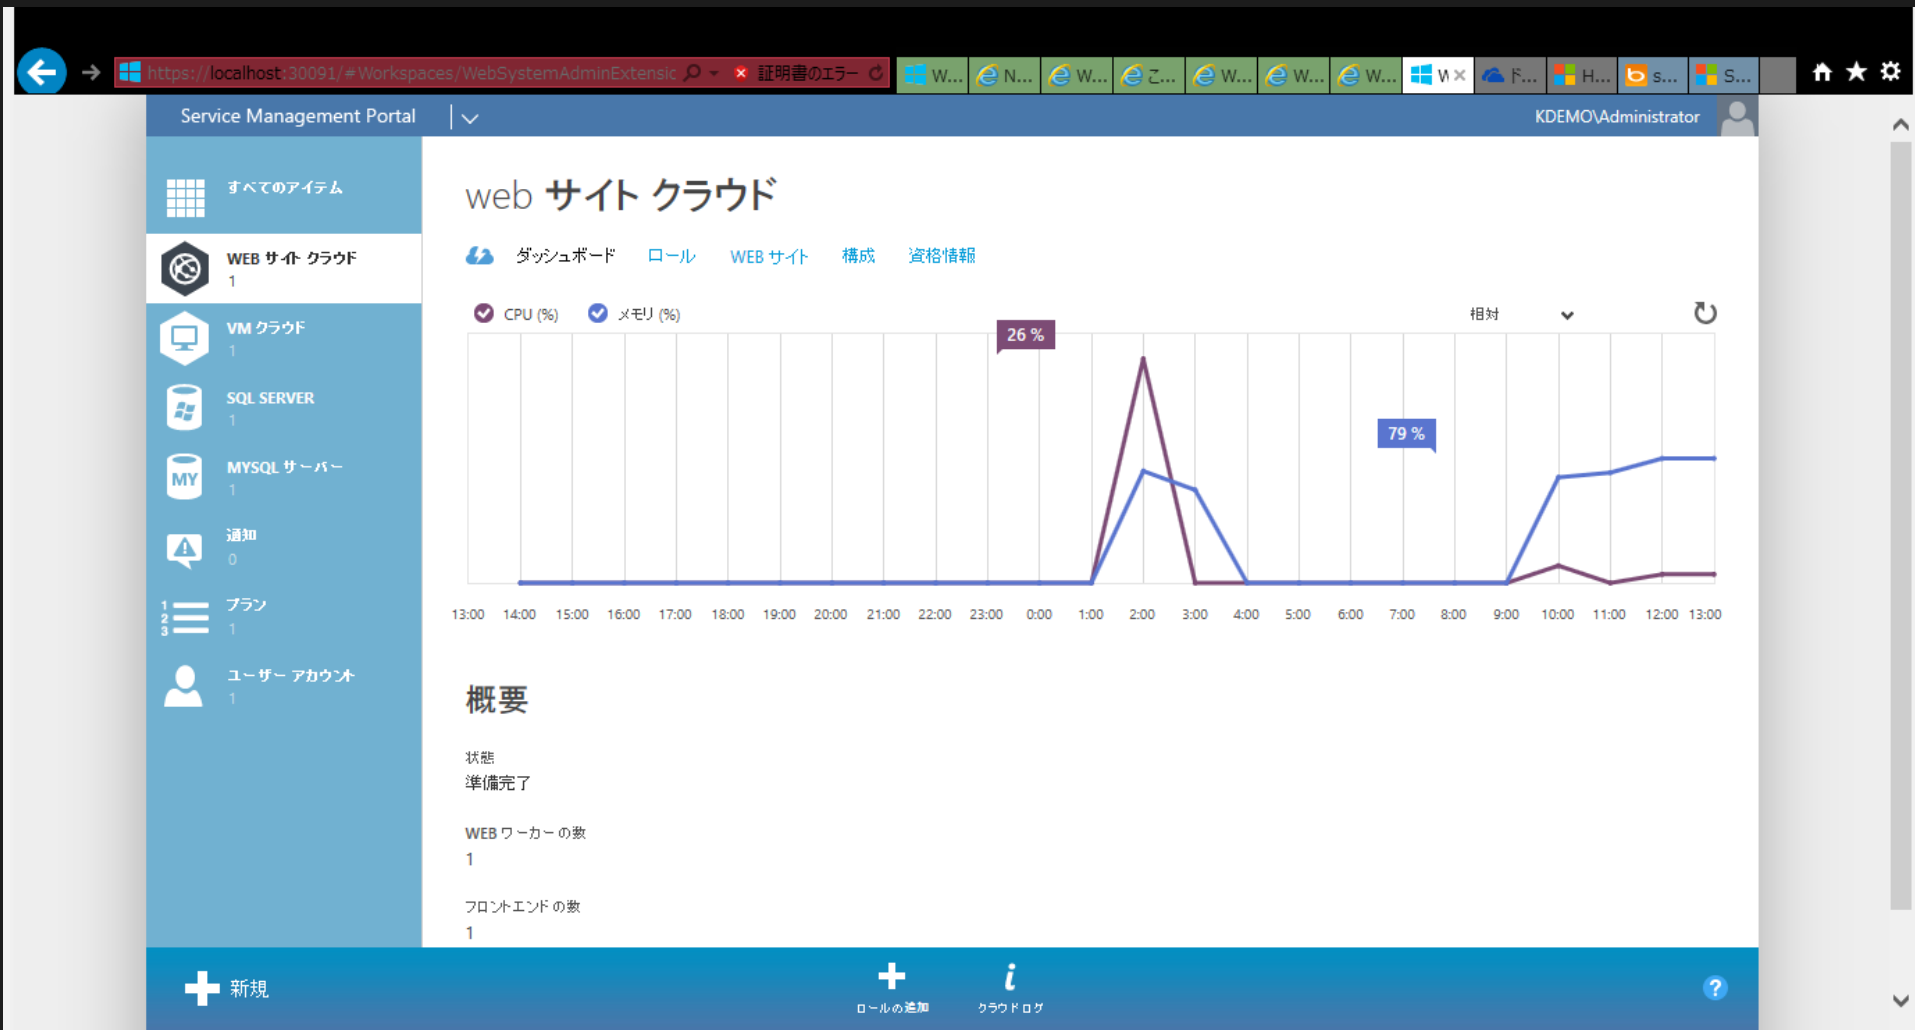 https://localhost:30091/#Workspaces/WebSystemAdminExtensic
証明書のエラー
W...
N...
W...
こ...
W...
W...
W...
W
ド...
H...
s...
S...
Service Management Portal
KDEMO\Administrator
すべてのアイテム
WEB サイト クラウド
1
VM クラウド
1
SQL SERVER
1
MY
MYSQL サーバー
1
通知
0
1
2
3
プラン
1
ユーザー アカウント
1
web サイト クラウド
ダッシュボード ロール WEB サイト 構成 資格情報
CPU (%) メモリ (%) 相対
26 %
79 %
13:00 14:00 15:00 16:00 17:00 18:00 19:00 20:00 21:00 22:00 23:00 0:00 1:00 2:00 3:00 4:00 5:00 6:00 7:00 8:00 9:00 10:00 11:00 12:00 13:00
概要
状態
準備完了
WEB ワーカーの数
1
フロントエンドの数
1
新規
ロールの追加
クラウド ログ
?